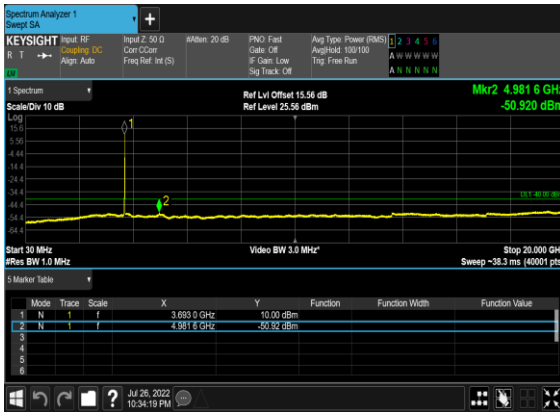 Spectrum Analyzer 1
Swept SA
+
KEYSIGHT
R T
LXI
Input: RF
Coupling: DC
Align: Auto
Input Z: 50 Ω
Corr CCorr
Freq Ref: Int (S)
#Atten: 20 dB
PNO: Fast
Gate: Off
IF Gain: Low
Sig Track: Off
Avg Type: Power (RMS)
Avg|Hold: 100/100
Trig: Free Run
1 2 3 4 5 6
A W W W W W
A N N N N N
1 Spectrum
Scale/Div 10 dB
Ref Lvl Offset 15.56 dB
Ref Level 25.56 dBm
Mkr2 4.981 6 GHz
-50.920 dBm
Log
15.6
5.56
-4.44
-14.4
-24.4
-34.4
-44.4
-54.4
-64.4
1
2
DL1 -40.00 dBm
Start 30 MHz
#Res BW 1.0 MHz
Video BW 3.0 MHz*
Stop 20.000 GHz
Sweep ~38.3 ms (40001 pts)
5 Marker Table
Mode Trace Scale X Y Function Function Width Function Value
1 N 1 f 3.693 0 GHz 10.00 dBm
2 N 1 f 4.981 6 GHz -50.92 dBm
3
4
5
6
?
Jul 26, 2022
10:34:19 PM